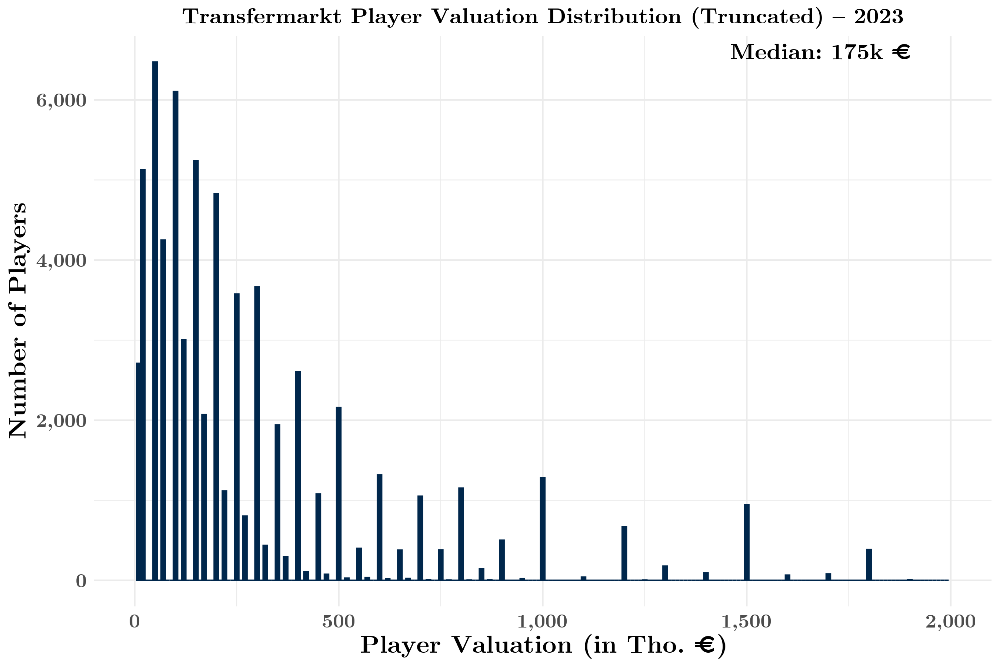 Transfermarkt Player Valuation Distribution (Truncated) – 2023
Median: 175k €
6,000
4,000
2,000
0
Number of Players
0 500 1,000 1,500 2,000
Player Valuation (in Tho. €)